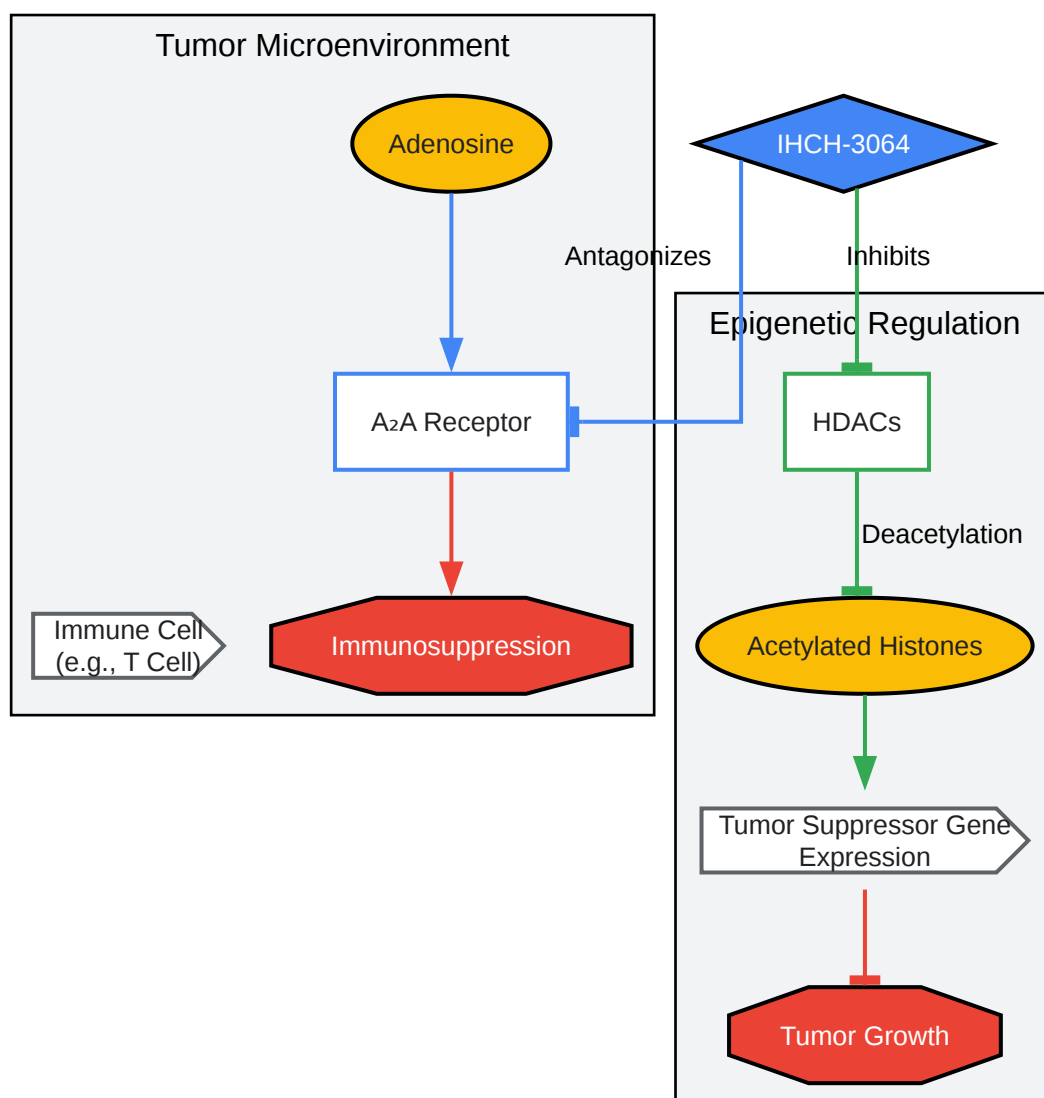 Tumor Microenvironment
Adenosine
IHCH-3064
Antagonizes
Inhibits
Epigenetic Regulation
A₂A Receptor
HDACs
Deacetylation
Immune Cell
(e.g., T Cell)
Immunosuppression
Acetylated Histones
Tumor Suppressor Gene
Expression
Tumor Growth